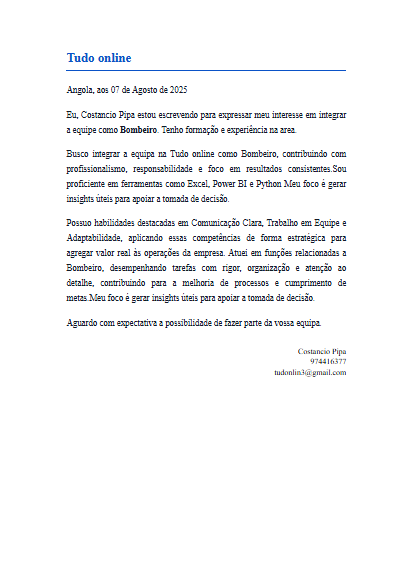 Tudo online
Angola, aos 07 de Agosto de 2025
Eu, Costancio Pipa estou escrevendo para expressar meu interesse em integrar
a equipe como Bombeiro. Tenho formação e experiência na area.
Busco integrar a equipa na Tudo online como Bombeiro, contribuindo com
profissionalismo, responsabilidade e foco em resultados consistentes.Sou
proficiente em ferramentas como Excel, Power BI e Python Meu foco è gerar
insights ùteis para apoiar a tomada de decisão.
Possuo habilidades destacadas em Comunicação Clara, Trabalho em Equipe e
Adaptabilidade, aplicando essas competências de forma estratégica para
agregar valor real às operações da empresa. Atuei em funções relacionadas a
Bombeiro, desempenhando tarefas com rigor, organização e atenção ao
detalhe, contribuindo para a melhoria de processos e cumprimento de
metas.Meu foco è gerar insights ùteis para apoiar a tomada de decisão.
Aguardo com expectativa a possibilidade de fazer parte da vossa equipa.
Costancio Pipa
974416377
tudonlin3@gmail.com